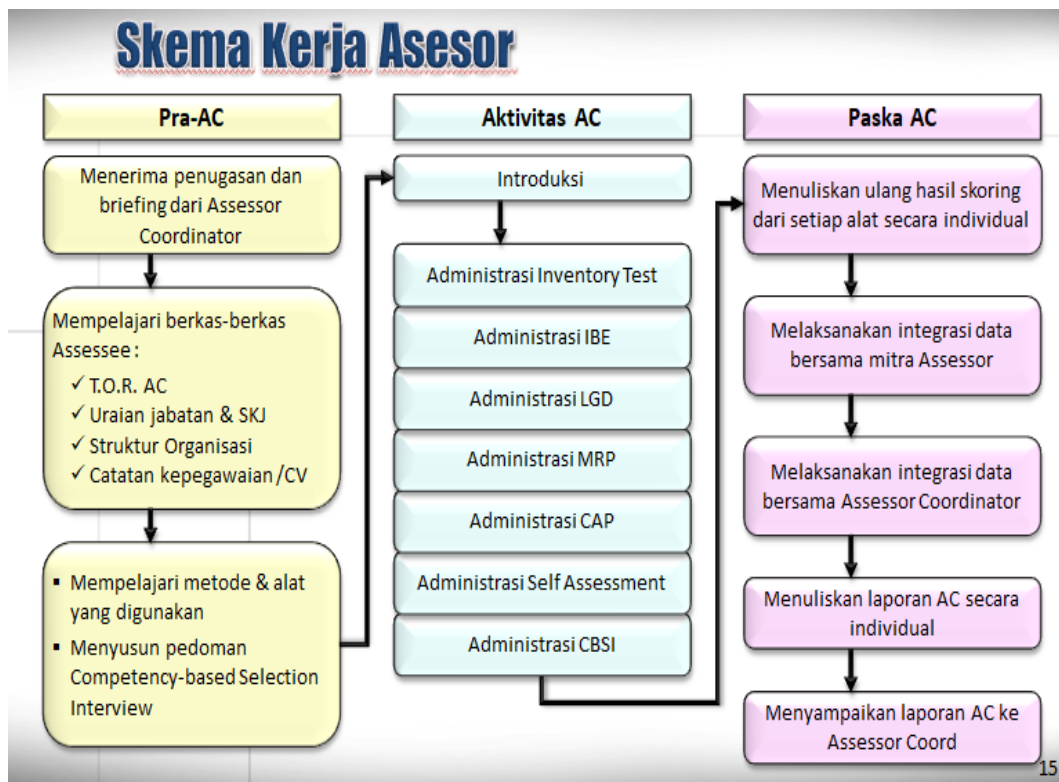 Skema Kerja Asesor
Pra-AC
Menerima penugasan dan
briefing dari Assessor
Coordinator
Mempelajari berkas-berkas
Assessee :
✓ T.O.R. AC
✓ Uraian jabatan & SKJ
✓ Struktur Organisasi
✓ Catatan kepegawaian /CV
▪ Mempelajari metode & alat
yang digunakan
▪ Menyusun pedoman
Competency-based Selection
Interview
Aktivitas AC
Introduksi
Administrasi Inventory Test
Administrasi IBE
Administrasi LGD
Administrasi MRP
Administrasi CAP
Administrasi Self Assessment
Administrasi CBSI
Paska AC
Menuliskan ulang hasil skoring
dari setiap alat secara individual
Melaksanakan integrasi data
bersama mitra Assessor
Melaksanakan integrasi data
bersama Assessor Coordinator
Menuliskan laporan AC secara
individual
Menyampaikan laporan AC ke
Assessor Coord
15